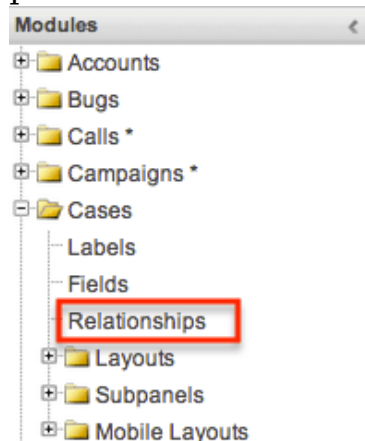 Modules
Accounts
Bugs
Calls *
Campaigns *
Cases
Labels
Fields
Relationships
Layouts
Subpanels
Mobile Layouts